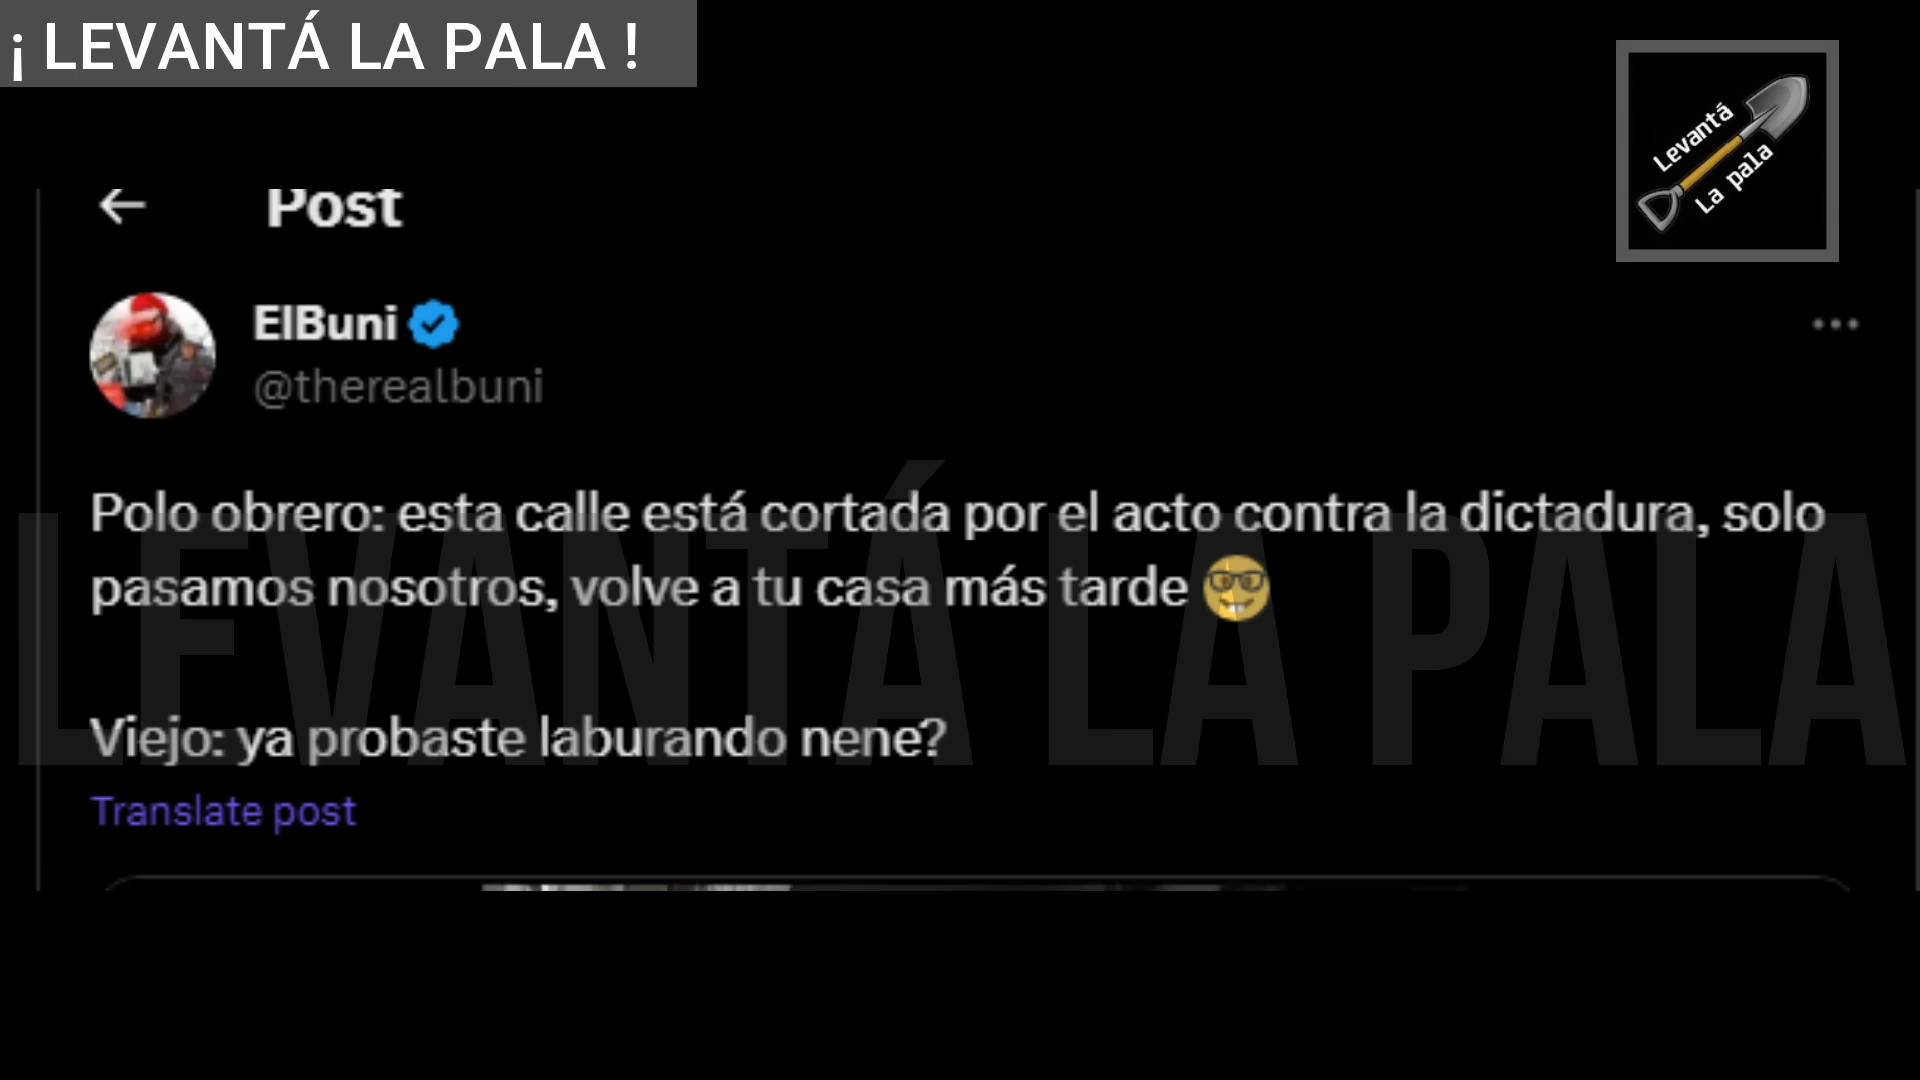 ¡ LEVANTÁ LA PALA !
Levantá
La pala
Post
ElBuni
@therealbuni
Polo obrero: esta calle está cortada por el acto contra la dictadura, solo
pasamos nosotros, volve a tu casa más tarde 🤓
Viejo: ya probaste laburando nene?
Translate post
LEVANTÁ LA PALA